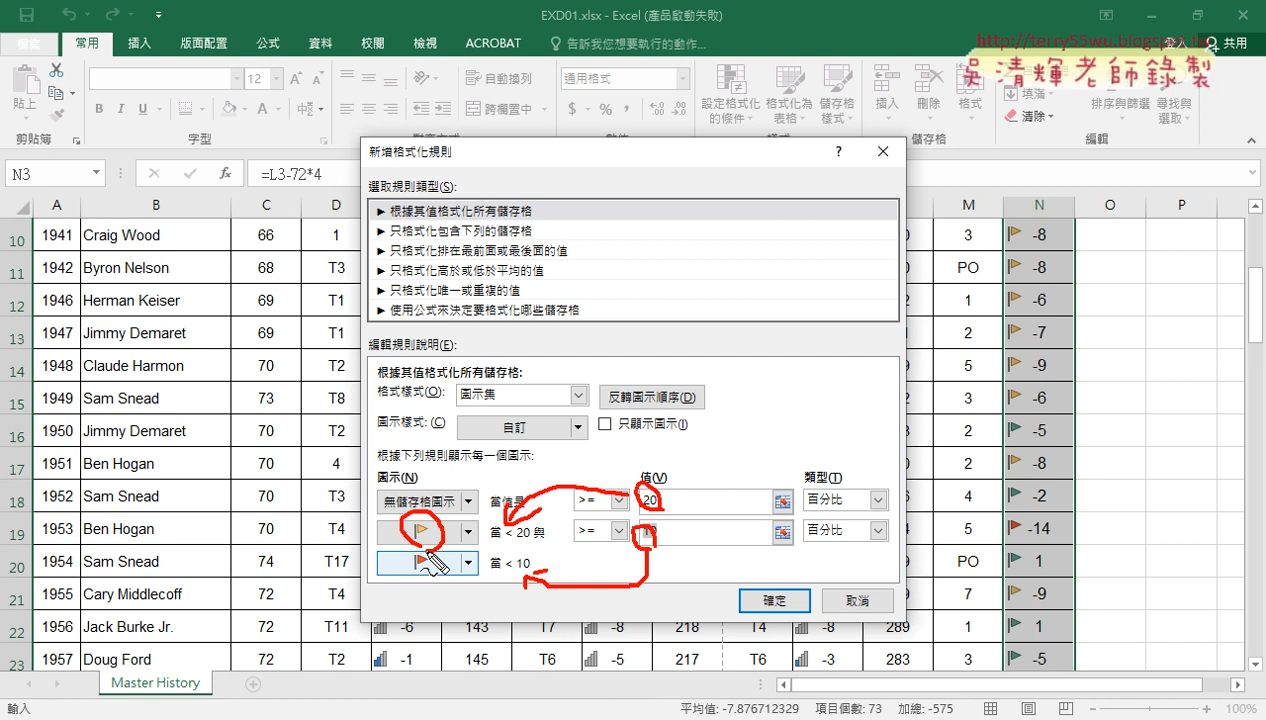 EXD01.xlsx - Excel (產品啟動失敗)
常用 插入 版面配置 公式 資料 校閱 檢視 ACROBAT 告訴我您想要執行的動作... 登入 共用
http://terry55wu.blogspot.tw
吳清輝老師錄製
12 自動換列 通用格式
貼上 B I U 中 跨欄置中 $ % , 設定格式化的條件 格式化為表格 儲存格樣式 插入 刪除 格式 填滿 清除 排序與篩選 尋找與選取
剪貼簿 字型 儲存格 編輯
N3 fx =L3-72*4
A B C D M N O P
10 1941 Craig Wood 66 1 3 -8
11 1942 Byron Nelson 68 T3 PO -8
12 1946 Herman Keiser 69 T1 1 -6
13 1947 Jimmy Demaret 69 T1 2 -7
14 1948 Claude Harmon 70 T2 5 -9
15 1949 Sam Snead 73 T8 3 -6
16 1950 Jimmy Demaret 70 T2 2 -5
17 1951 Ben Hogan 70 4 2 -8
18 1952 Sam Snead 70 T3 4 -2
19 1953 Ben Hogan 70 T4 5 -14
20 1954 Sam Snead 74 T17 PO 1
21 1955 Cary Middlecoff 72 T4 7 -9
22 1956 Jack Burke Jr. 72 T11 -6 143 T7 -8 218 T4 -8 289 1 1
23 1957 Doug Ford 72 T2 -1 145 T6 -5 217 T6 -3 283 3 -5
新增格式化規則 ?
選取規則類型(S):
► 根據其值格式化所有儲存格
► 只格式化包含下列的儲存格
► 只格式化排在最前面或最後面的值
► 只格式化高於或低於平均的值
► 只格式化唯一或重複的值
► 使用公式來決定要格式化哪些儲存格
編輯規則說明(E):
根據其值格式化所有儲存格:
格式樣式(O): 圖示集 反轉圖示順序(D)
圖示樣式:(C) 自訂 只顯示圖示(I)
根據下列規則顯示每一個圖示:
圖示(N) 值(V) 類型(T)
無儲存格圖示 當值是 >= 20 百分比
當 < 20 與 >= 10 百分比
當 < 10
確定 取消
Master History
輸入 平均值: -7.876712329 項目個數: 73 加總: -575 100%